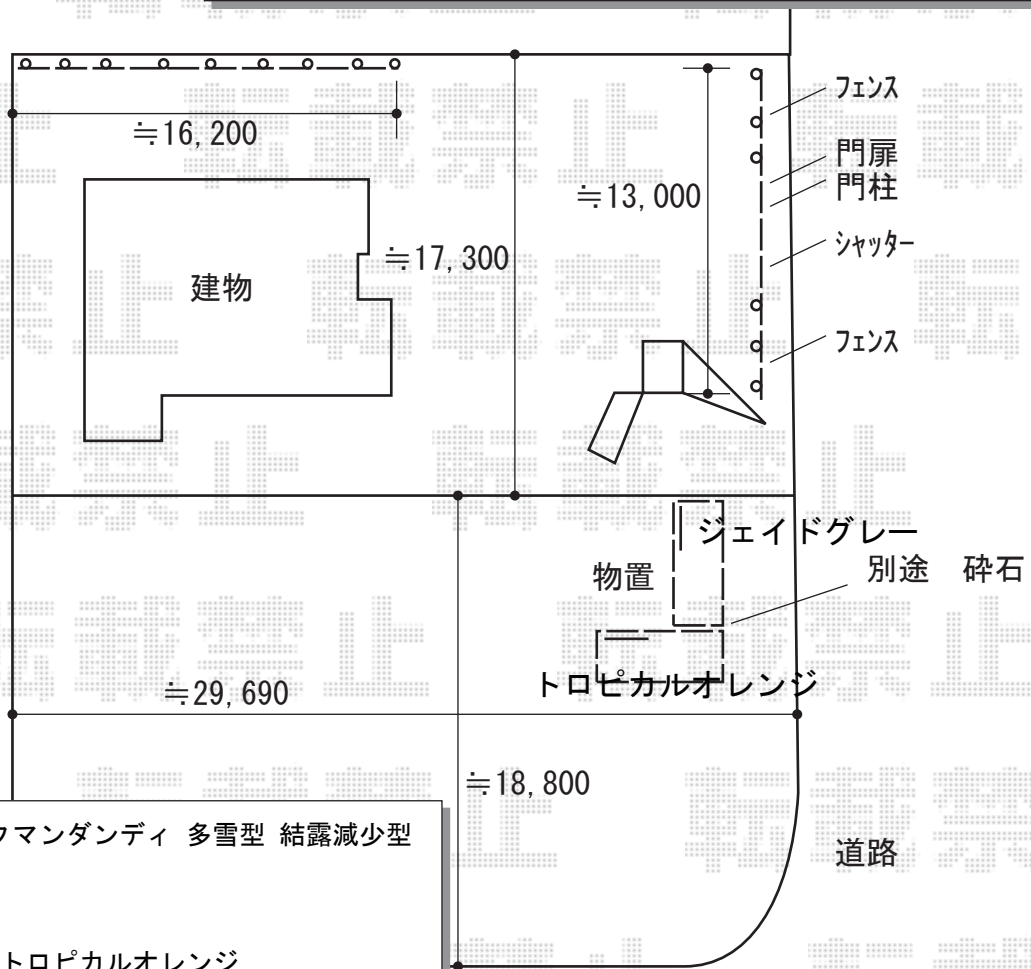 フェンス
≒16,200
門扉
≒13,000
門柱
シャッター
≒17,300
建物
フェンス
ジェイドグレー
物置
別途 砕石
トロピカルオレンジ
≒29,690
≒18,800
マンダンディ 多雪型 結露減少型
道路
トロピカルオレンジ
転載禁止